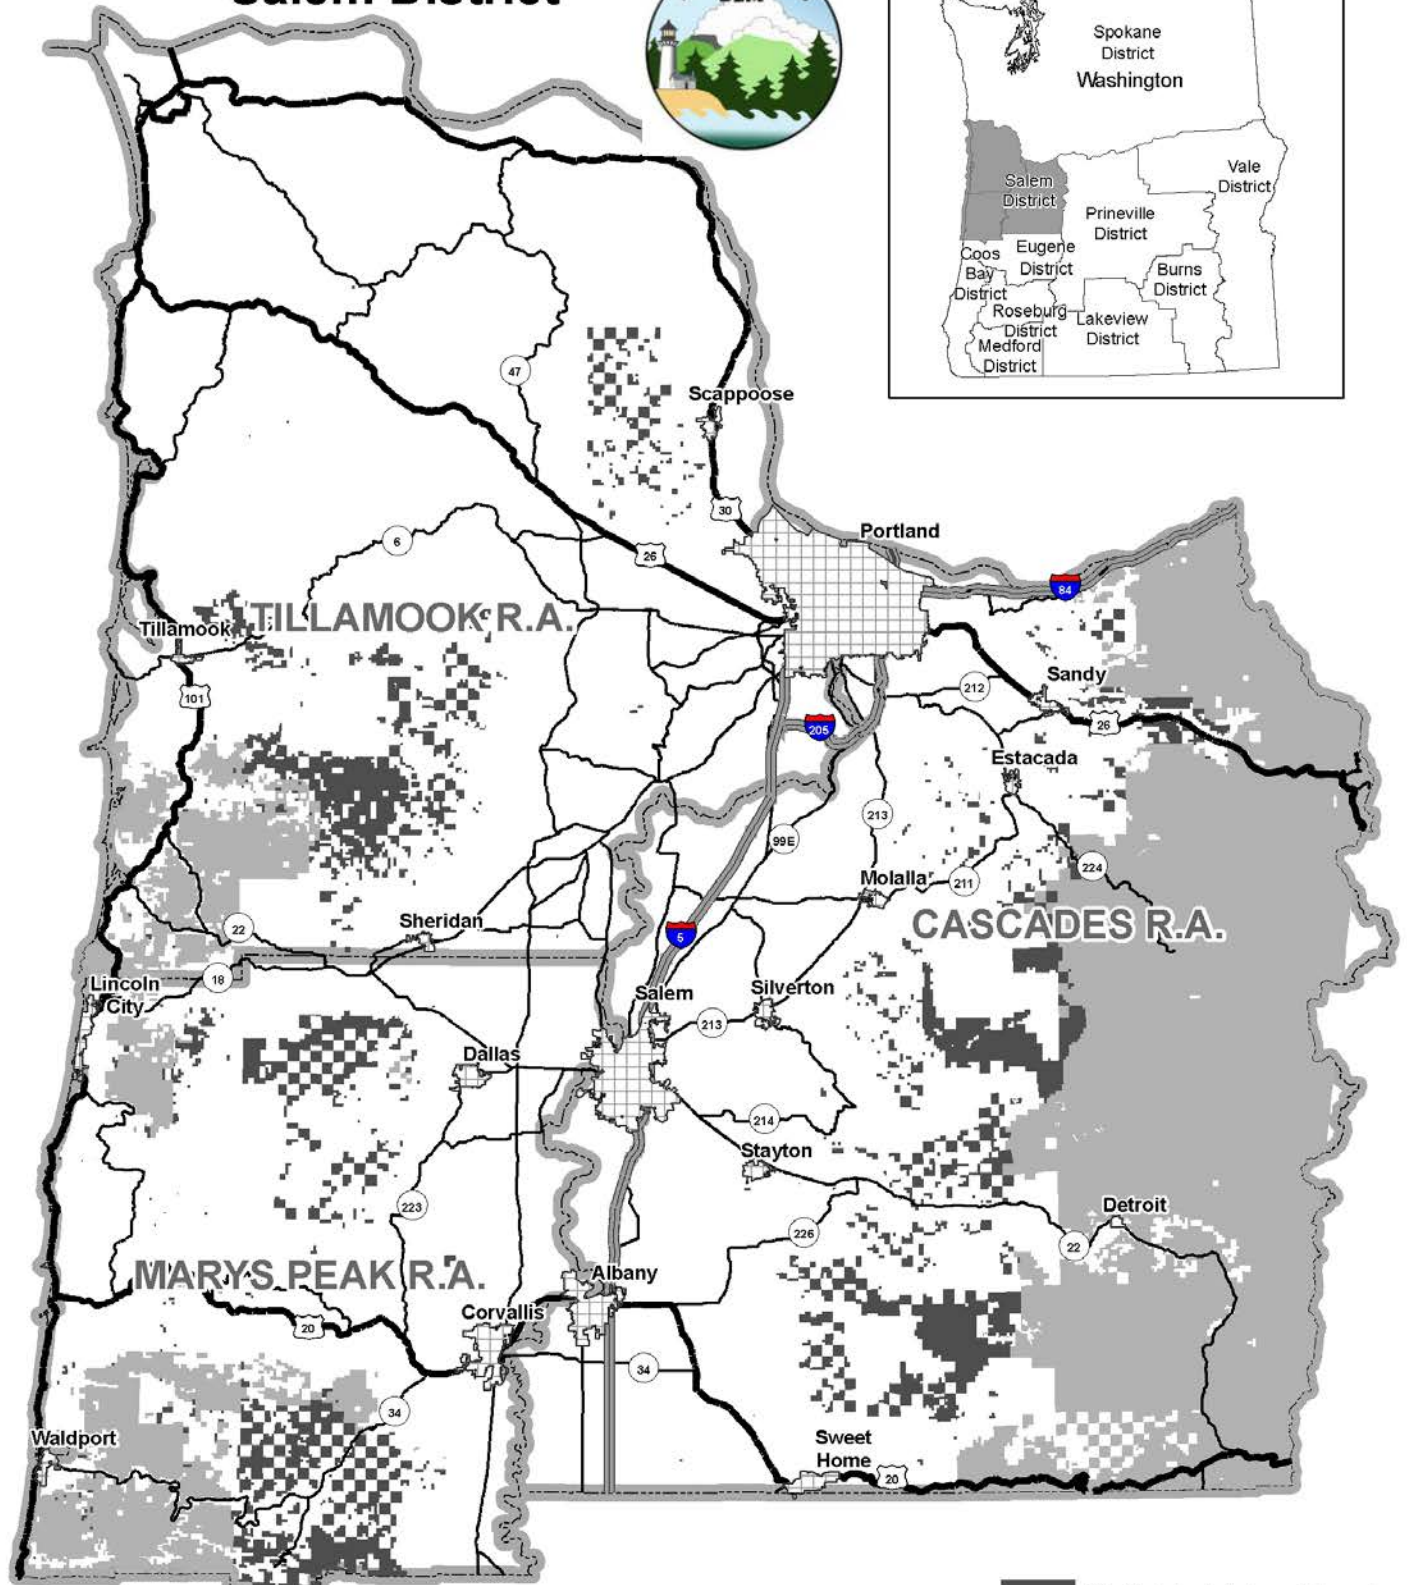 Salem District
Spokane
District
Washington
Vale
District
Salem
District
Prineville
District
Coos
Bay
District
Eugene
District
Burns
District
Roseburg
District
Lakeview
District
Medford
District
47
Scappoose
30
Portland
6
26
84
TILLAMOOK R.A.
Tillamook
101
212
Sandy
26
205
Estacada
213
99E
224
Molalla
211
CASCADES R.A.
Sheridan
22
5
18
Lincoln
City
Salem
Silverton
213
Dallas
214
Stayton
223
Detroit
226
22
MARYS PEAK R.A.
Albany
Corvallis
20
34
34
Waldport
Sweet
Home
20